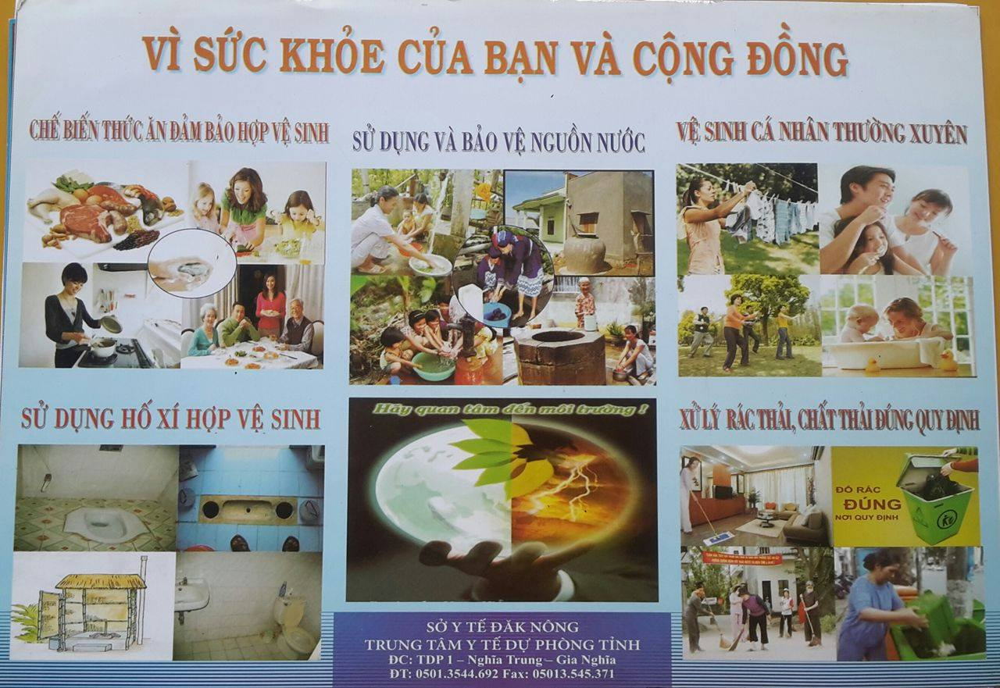 VÌ SỨC KHỎE CỦA BẠN VÀ CỘNG ĐỒNG
CHẾ BIẾN THỨC ĂN ĐẢM BẢO HỢP VỆ SINH
SỬ DỤNG VÀ BẢO VỆ NGUỒN NƯỚC
VỆ SINH CÁ NHÂN THƯỜNG XUYÊN
SỬ DỤNG HỐ XÍ HỢP VỆ SINH
Hãy quan tâm đến môi trường !
XỬ LÝ RÁC THẢI, CHẤT THẢI ĐÚNG QUY ĐỊNH
ĐỔ RÁC
ĐÚNG
NƠI QUY ĐỊNH
SỞ Y TẾ ĐĂK NÔNG
TRUNG TÂM Y TẾ DỰ PHÒNG TỈNH
ĐC: TDP 1 – Nghĩa Trung – Gia Nghĩa
ĐT: 0501.3544.692 Fax: 05013.545.371